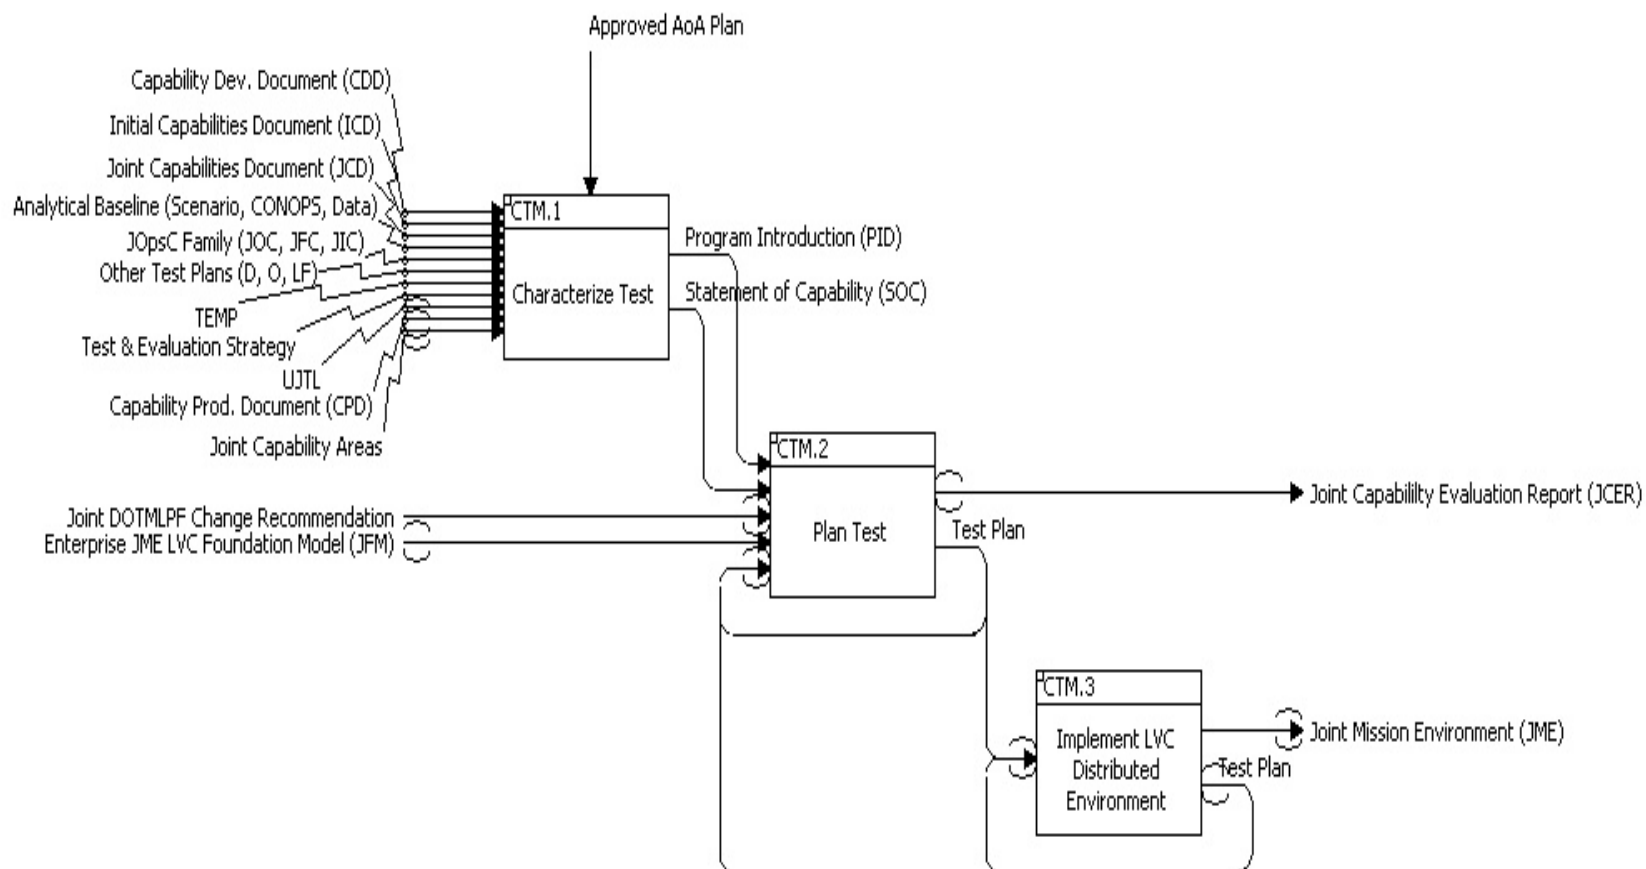 Approved AoA Plan
Capability Dev. Document (CDD)
Initial Capabilities Document (ICD)
Joint Capabilities Document (JCD)
Analytical Baseline (Scenario, CONOPS, Data)
JOpsC Family (JOC, JFC, JIC)
Other Test Plans (D, O, LF)
TEMP
Test & Evaluation Strategy
UJTL
Capability Prod. Document (CPD)
Joint Capability Areas
CTM.1
Characterize Test
Program Introduction (PID)
Statement of Capability (SOC)
Joint DOTMLPF Change Recommendation
Enterprise JME LVC Foundation Model (JFM)
CTM.2
Plan Test
Joint Capabililty Evaluation Report (JCER)
Test Plan
CTM.3
Implement LVC
Distributed
Environment
Joint Mission Environment (JME)
Test Plan